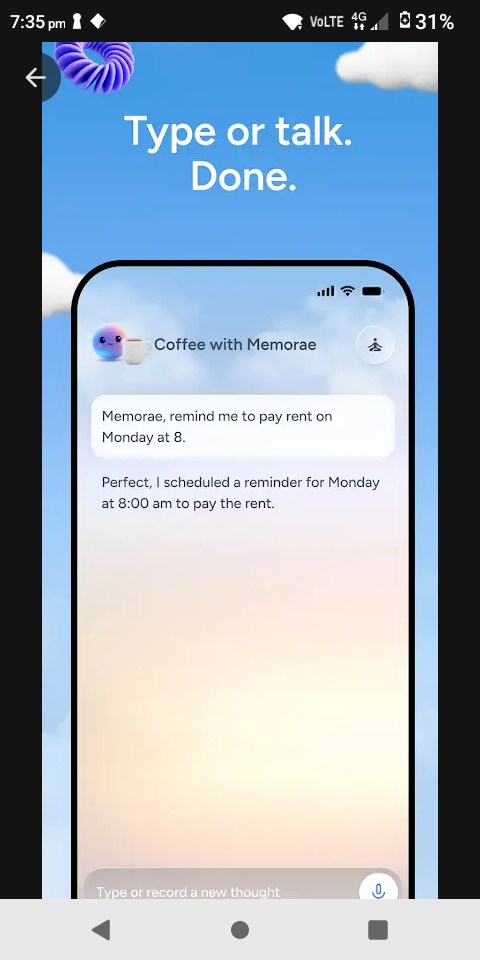 7:35 pm VoLTE 4G 31%
Type or talk.
Done.
Coffee with Memorae
Memorae, remind me to pay rent on
Monday at 8.
Perfect, I scheduled a reminder for Monday
at 8:00 am to pay the rent.
Type or record a new thought